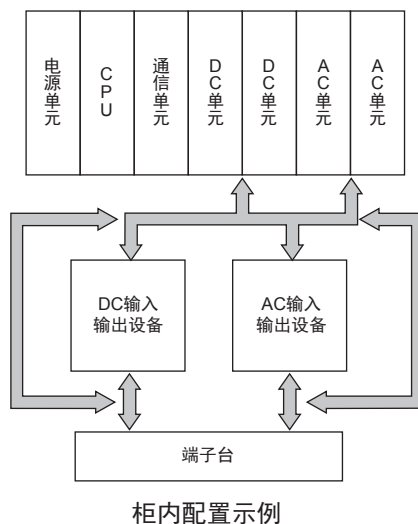 电源单元
CPU
通信单元
DC单元
DC单元
AC单元
AC单元
DC输入
输出设备
AC输入
输出设备
端子台
柜内配置示例